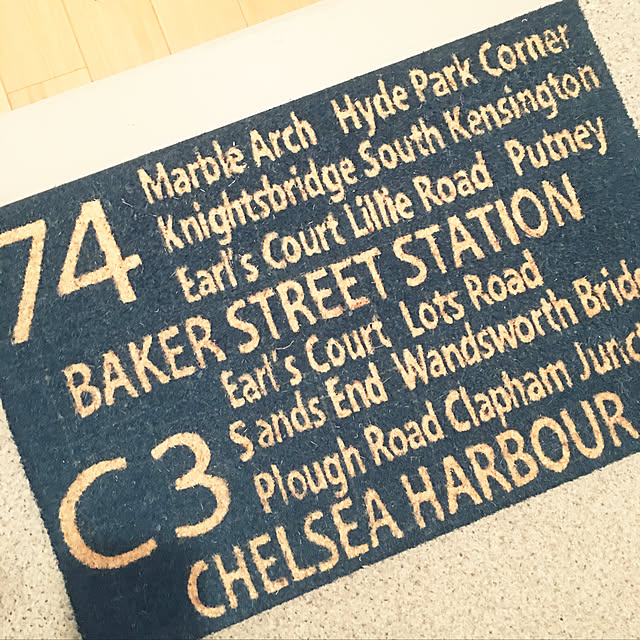 74
Marble Arch Hyde Park Corner
Knightsbridge South Kensington
Earl's Court Lillie Road Putney
BAKER STREET STATION
C3
Earl's Court Lots Road
Sands End Wandsworth Bridg
Plough Road Clapham Junc
CHELSEA HARBOUR